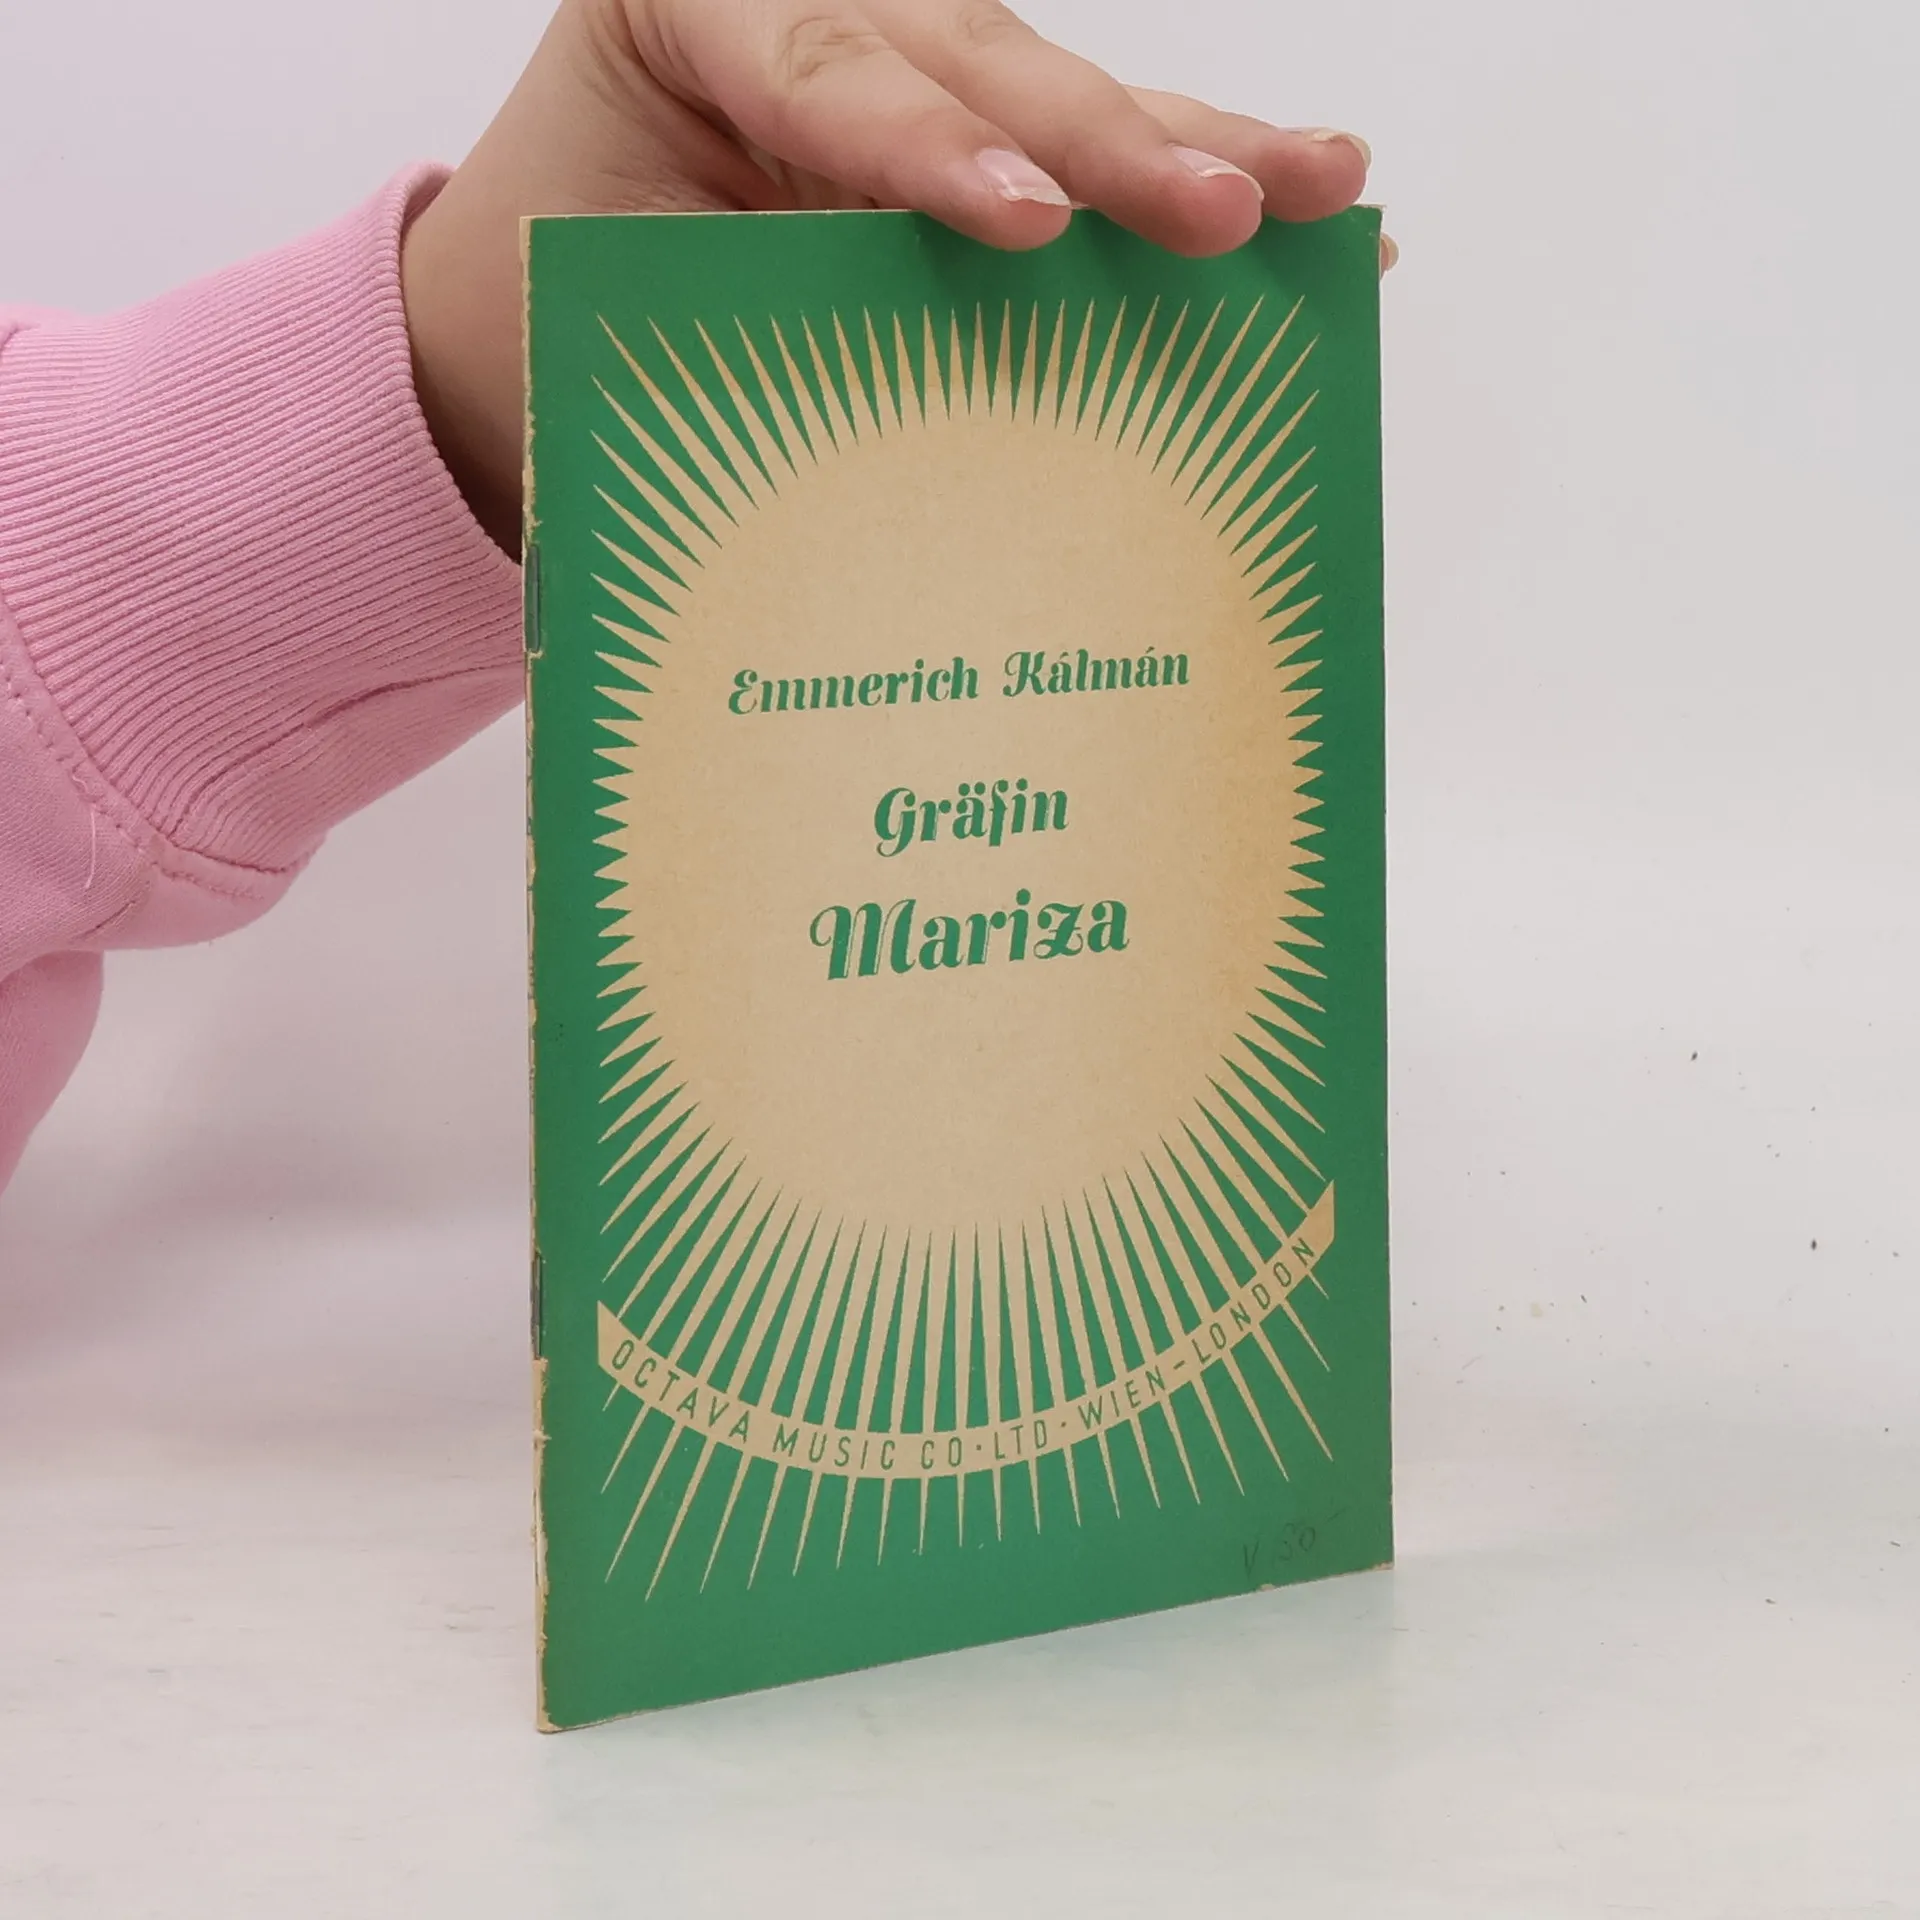 Emmerich Kálmán
Gräfin
Mariza
OCTAVA MUSIC CO·LTD·WIEN-LONDON